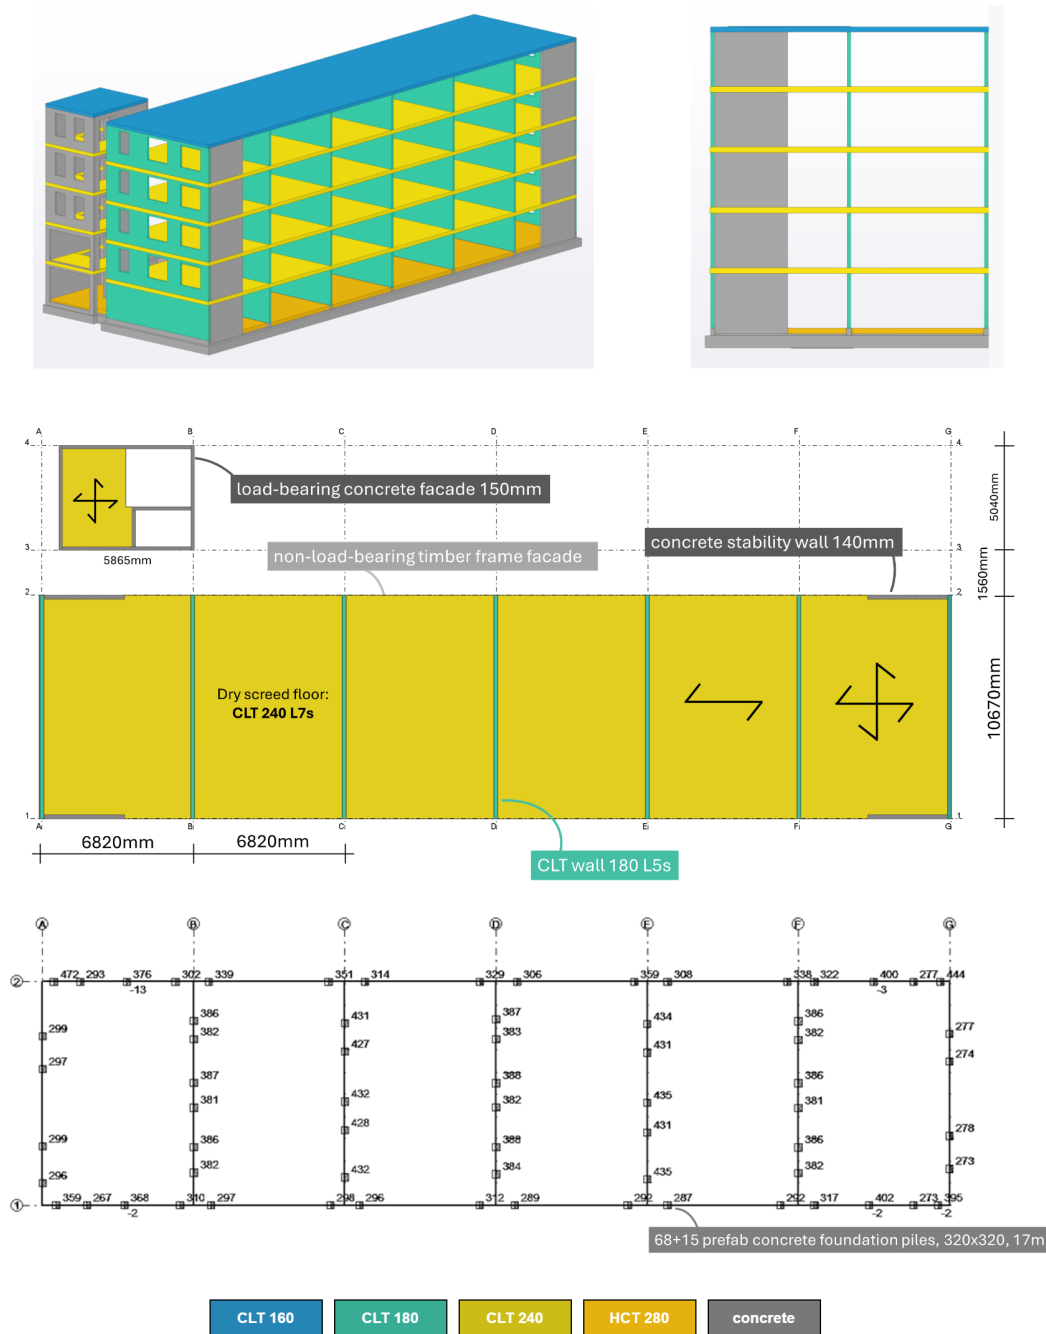 A B C D E F G
4 4
load-bearing concrete facade 150mm
5040mm
3 3
5865mm
non-load-bearing timber frame facade
concrete stability wall 140mm
1560mm
2 2
Dry screed floor:
CLT 240 L7s
10670mm
1 1
A B C D E F G
6820mm 6820mm
CLT wall 180 L5s
A B C D E F G
2 472 293 376 302 339 351 314 329 306 359 308 338 322 400 277 444
-13 -3
386 431 387 434 386 277
299 382 427 383 431 382 274
297 387 432 388 435 386
381 428 382 431 381 278
299 386 388 386 273
296 382 432 384 435 382
1 359 267 368 310 297 298 296 312 289 292 287 292 317 402 273 395
-2 -2 -2
68+15 prefab concrete foundation piles, 320x320, 17m
CLT 160 CLT 180 CLT 240 HCT 280 concrete